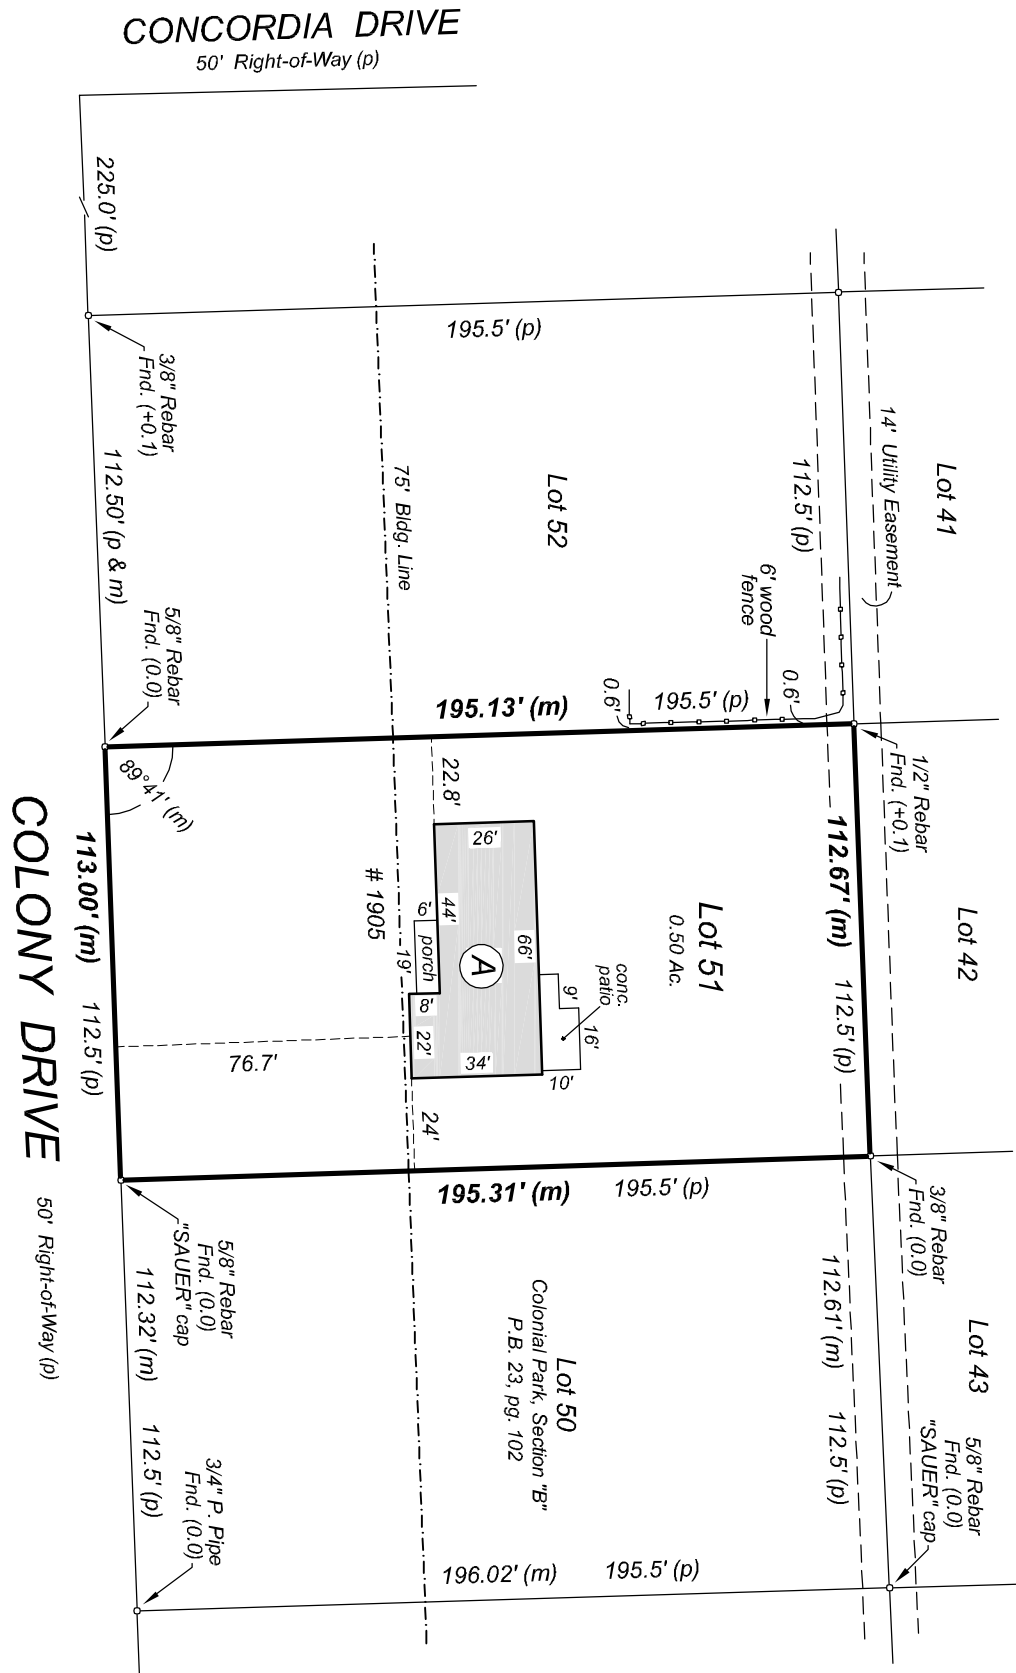 CONCORDIA DRIVE
50' Right-of-Way (p)
225.0' (p)
195.5' (p)
3/8" Rebar
Fnd. (+0.1)
14' Utility Easement
Lot 41
112.5' (p)
Lot 52
75' Bldg. Line
112.50' (p & m)
6' wood
fence
5/8" Rebar
Fnd. (0.0)
0.6'
195.5' (p)
0.6'
195.13' (m)
1/2" Rebar
Fnd. (+0.1)
89°41' (m)
22.8'
26'
112.67' (m)
112.5' (p)
113.00' (m)
112.5' (p)
COLONY DRIVE
50' Right-of-Way (p)
# 1905
6'
44'
porch
19'
66'
A
Lot 51
0.50 Ac.
Lot 42
conc.
patio
9'
16'
10'
8'
22'
34'
76.7'
24'
195.31' (m)
195.5' (p)
3/8" Rebar
Fnd. (0.0)
5/8" Rebar
Fnd. (0.0)
"SAUER" cap
112.32' (m)
112.5' (p)
Lot 50
Colonial Park, Section "B"
P.B. 23, pg. 102
112.61' (m)
112.5' (p)
Lot 43
5/8" Rebar
Fnd. (0.0)
"SAUER" cap
3/4" P. Pipe
Fnd. (0.0)
196.02' (m)
195.5' (p)